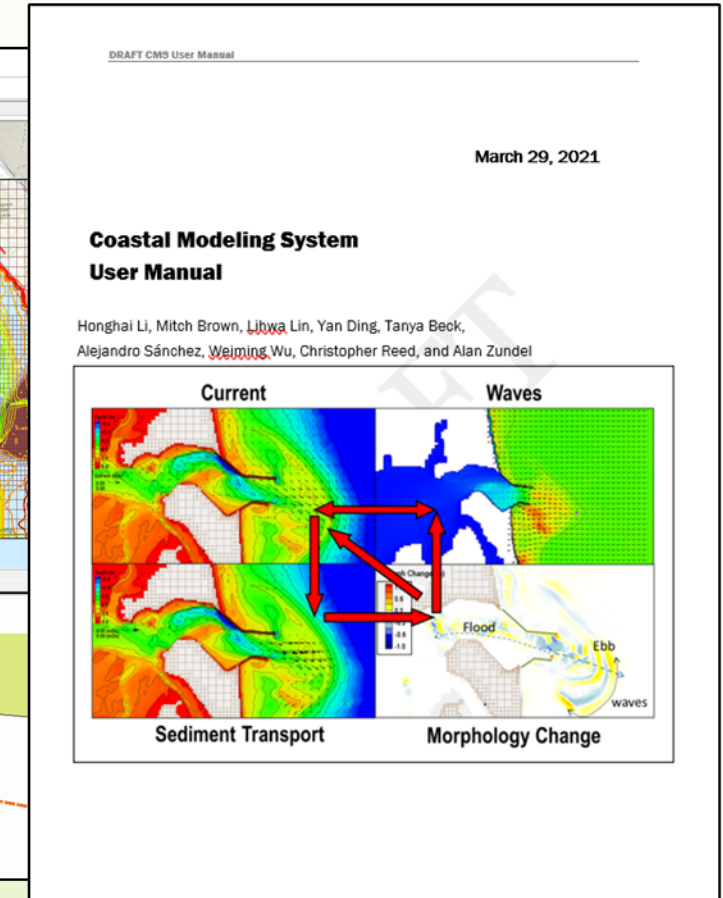 DRAFT CMS User Manual
March 29, 2021
Coastal Modeling System
User Manual
Honghai Li, Mitch Brown, Lihwa Lin, Yan Ding, Tanya Beck,
Alejandro Sánchez, Weiming Wu, Christopher Reed, and Alan Zundel
Current
Waves
Flood
Ebb
waves
Sediment Transport
Morphology Change